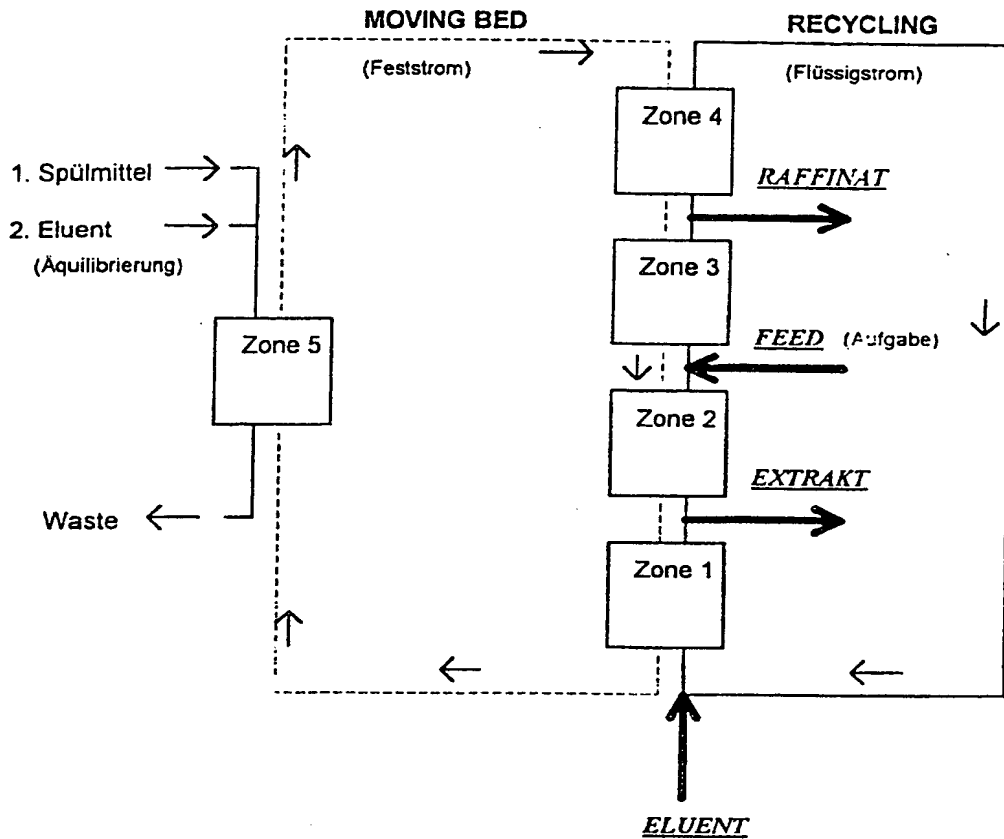 MOVING BED
RECYCLING
(Feststrom)
(Flüssigstrom)
Zone 4
1. Spülmittel
RAFFINAT
2. Eluent
(Äquilibrierung)
Zone 3
Zone 5
FEED (Aufgabe)
Zone 2
EXTRAKT
Waste
Zone 1
ELUENT